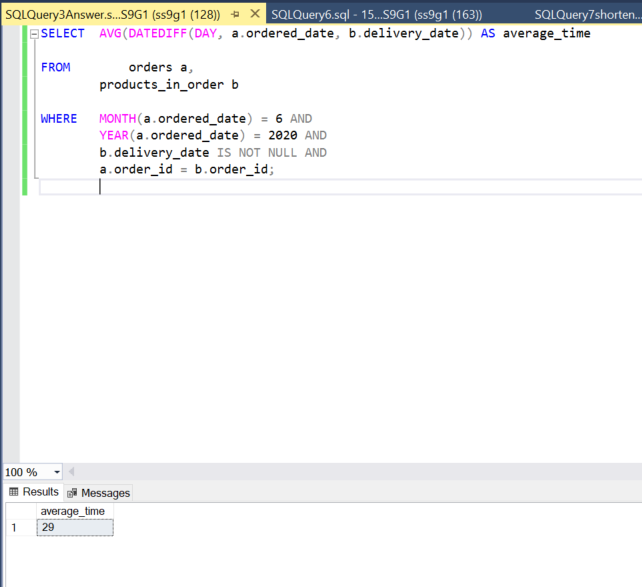 SQLQuery3Answer.s...S9G1 (ss9g1 (128)) SQLQuery6.sql - 15...S9G1 (ss9g1 (163)) SQLQuery7shorten...
SELECT AVG(DATEDIFF(DAY, a.ordered_date, b.delivery_date)) AS average_time
FROM orders a,
products_in_order b
WHERE MONTH(a.ordered_date) = 6 AND
YEAR(a.ordered_date) = 2020 AND
b.delivery_date IS NOT NULL AND
a.order_id = b.order_id;
100 %
Results Messages
average_time
1 29